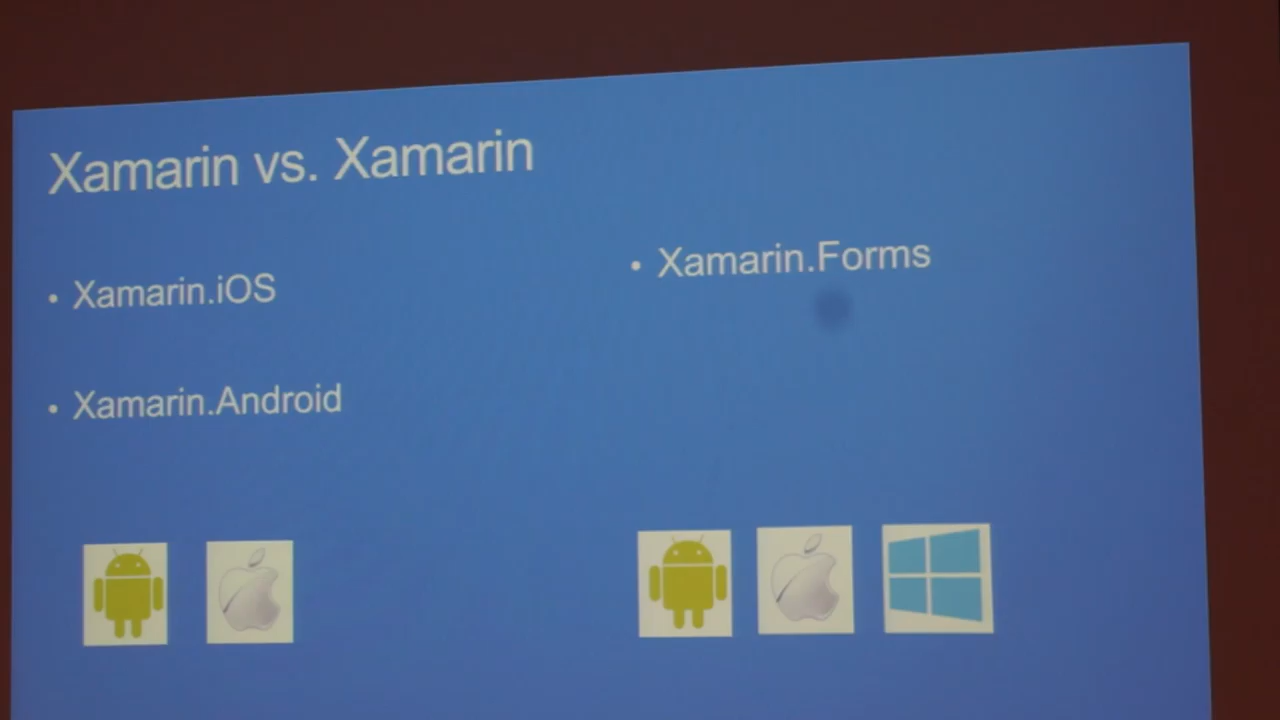 Xamarin vs. Xamarin
• Xamarin.iOS
• Xamarin.Android
• Xamarin.Forms